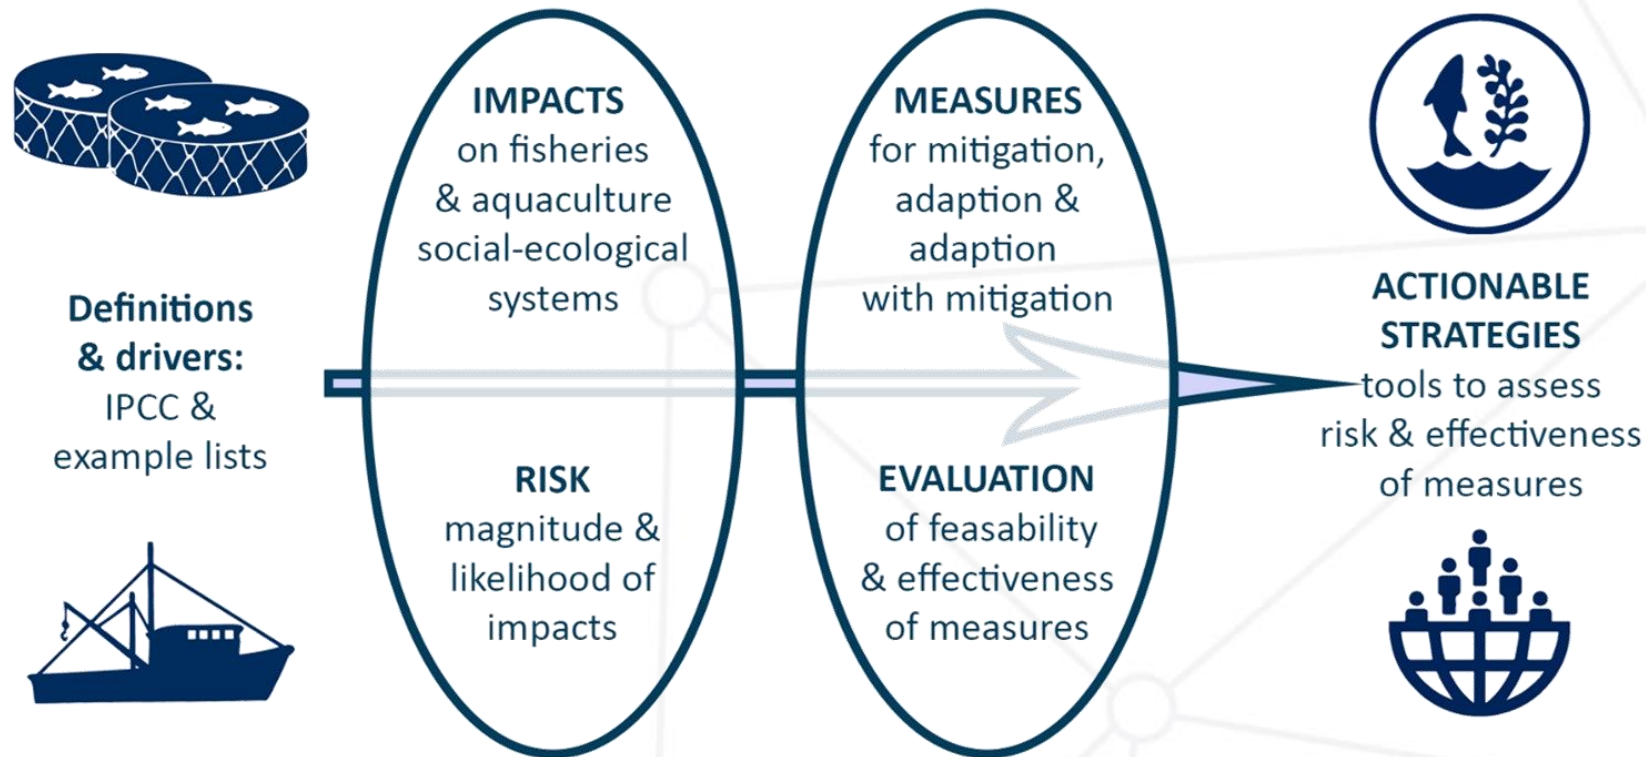 Definitions
& drivers:
IPCC &
example lists
IMPACTS
on fisheries
& aquaculture
social-ecological
systems
RISK
magnitude &
likelihood of
impacts
MEASURES
for mitigation,
adaption &
adaption
with mitigation
EVALUATION
of feasability
& effectiveness
of measures
ACTIONABLE
STRATEGIES
tools to assess
risk & effectiveness
of measures